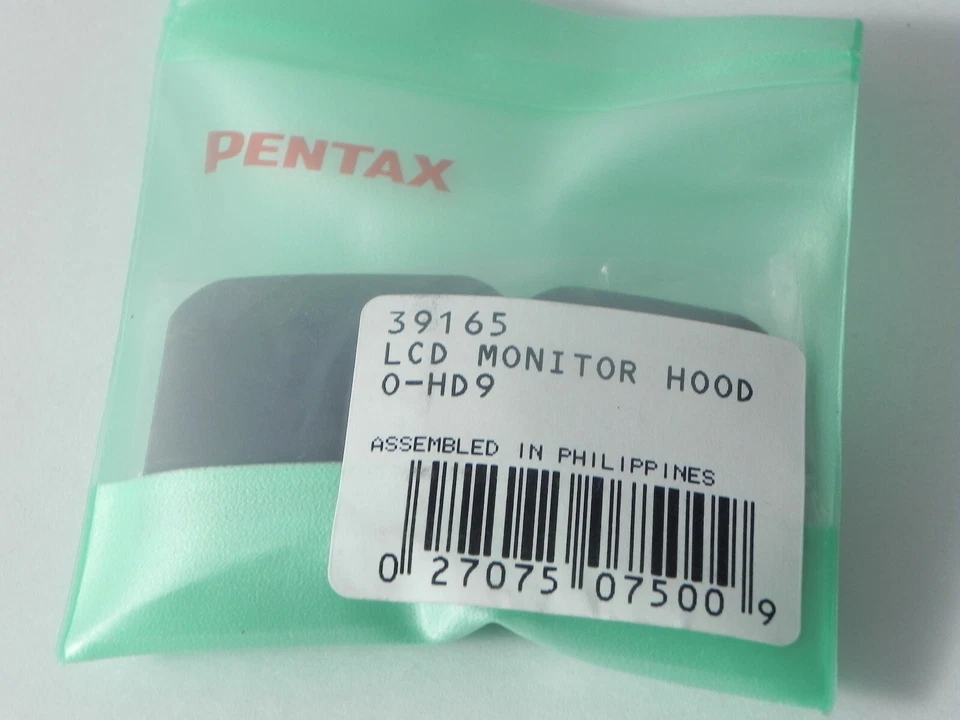 PENTAX
39165
LCD MONITOR HOOD
O-HD9
ASSEMBLED IN PHILIPPINES
0 27075 07500 9